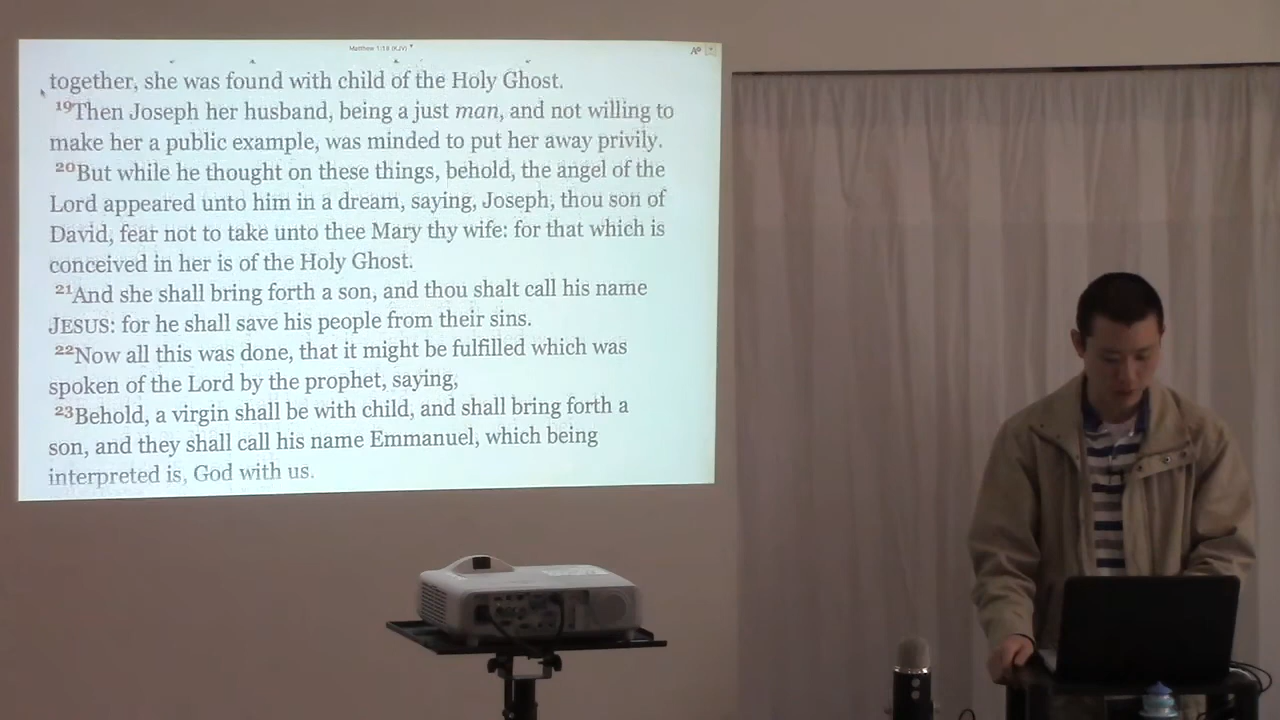 Matthew 1:18 (KJV)
together, she was found with child of the Holy Ghost.
19Then Joseph her husband, being a just man, and not willing to
make her a public example, was minded to put her away privily.
20But while he thought on these things, behold, the angel of the
Lord appeared unto him in a dream, saying, Joseph, thou son of
David, fear not to take unto thee Mary thy wife: for that which is
conceived in her is of the Holy Ghost.
21And she shall bring forth a son, and thou shalt call his name
JESUS: for he shall save his people from their sins.
22Now all this was done, that it might be fulfilled which was
spoken of the Lord by the prophet, saying,
23Behold, a virgin shall be with child, and shall bring forth a
son, and they shall call his name Emmanuel, which being
interpreted is, God with us.